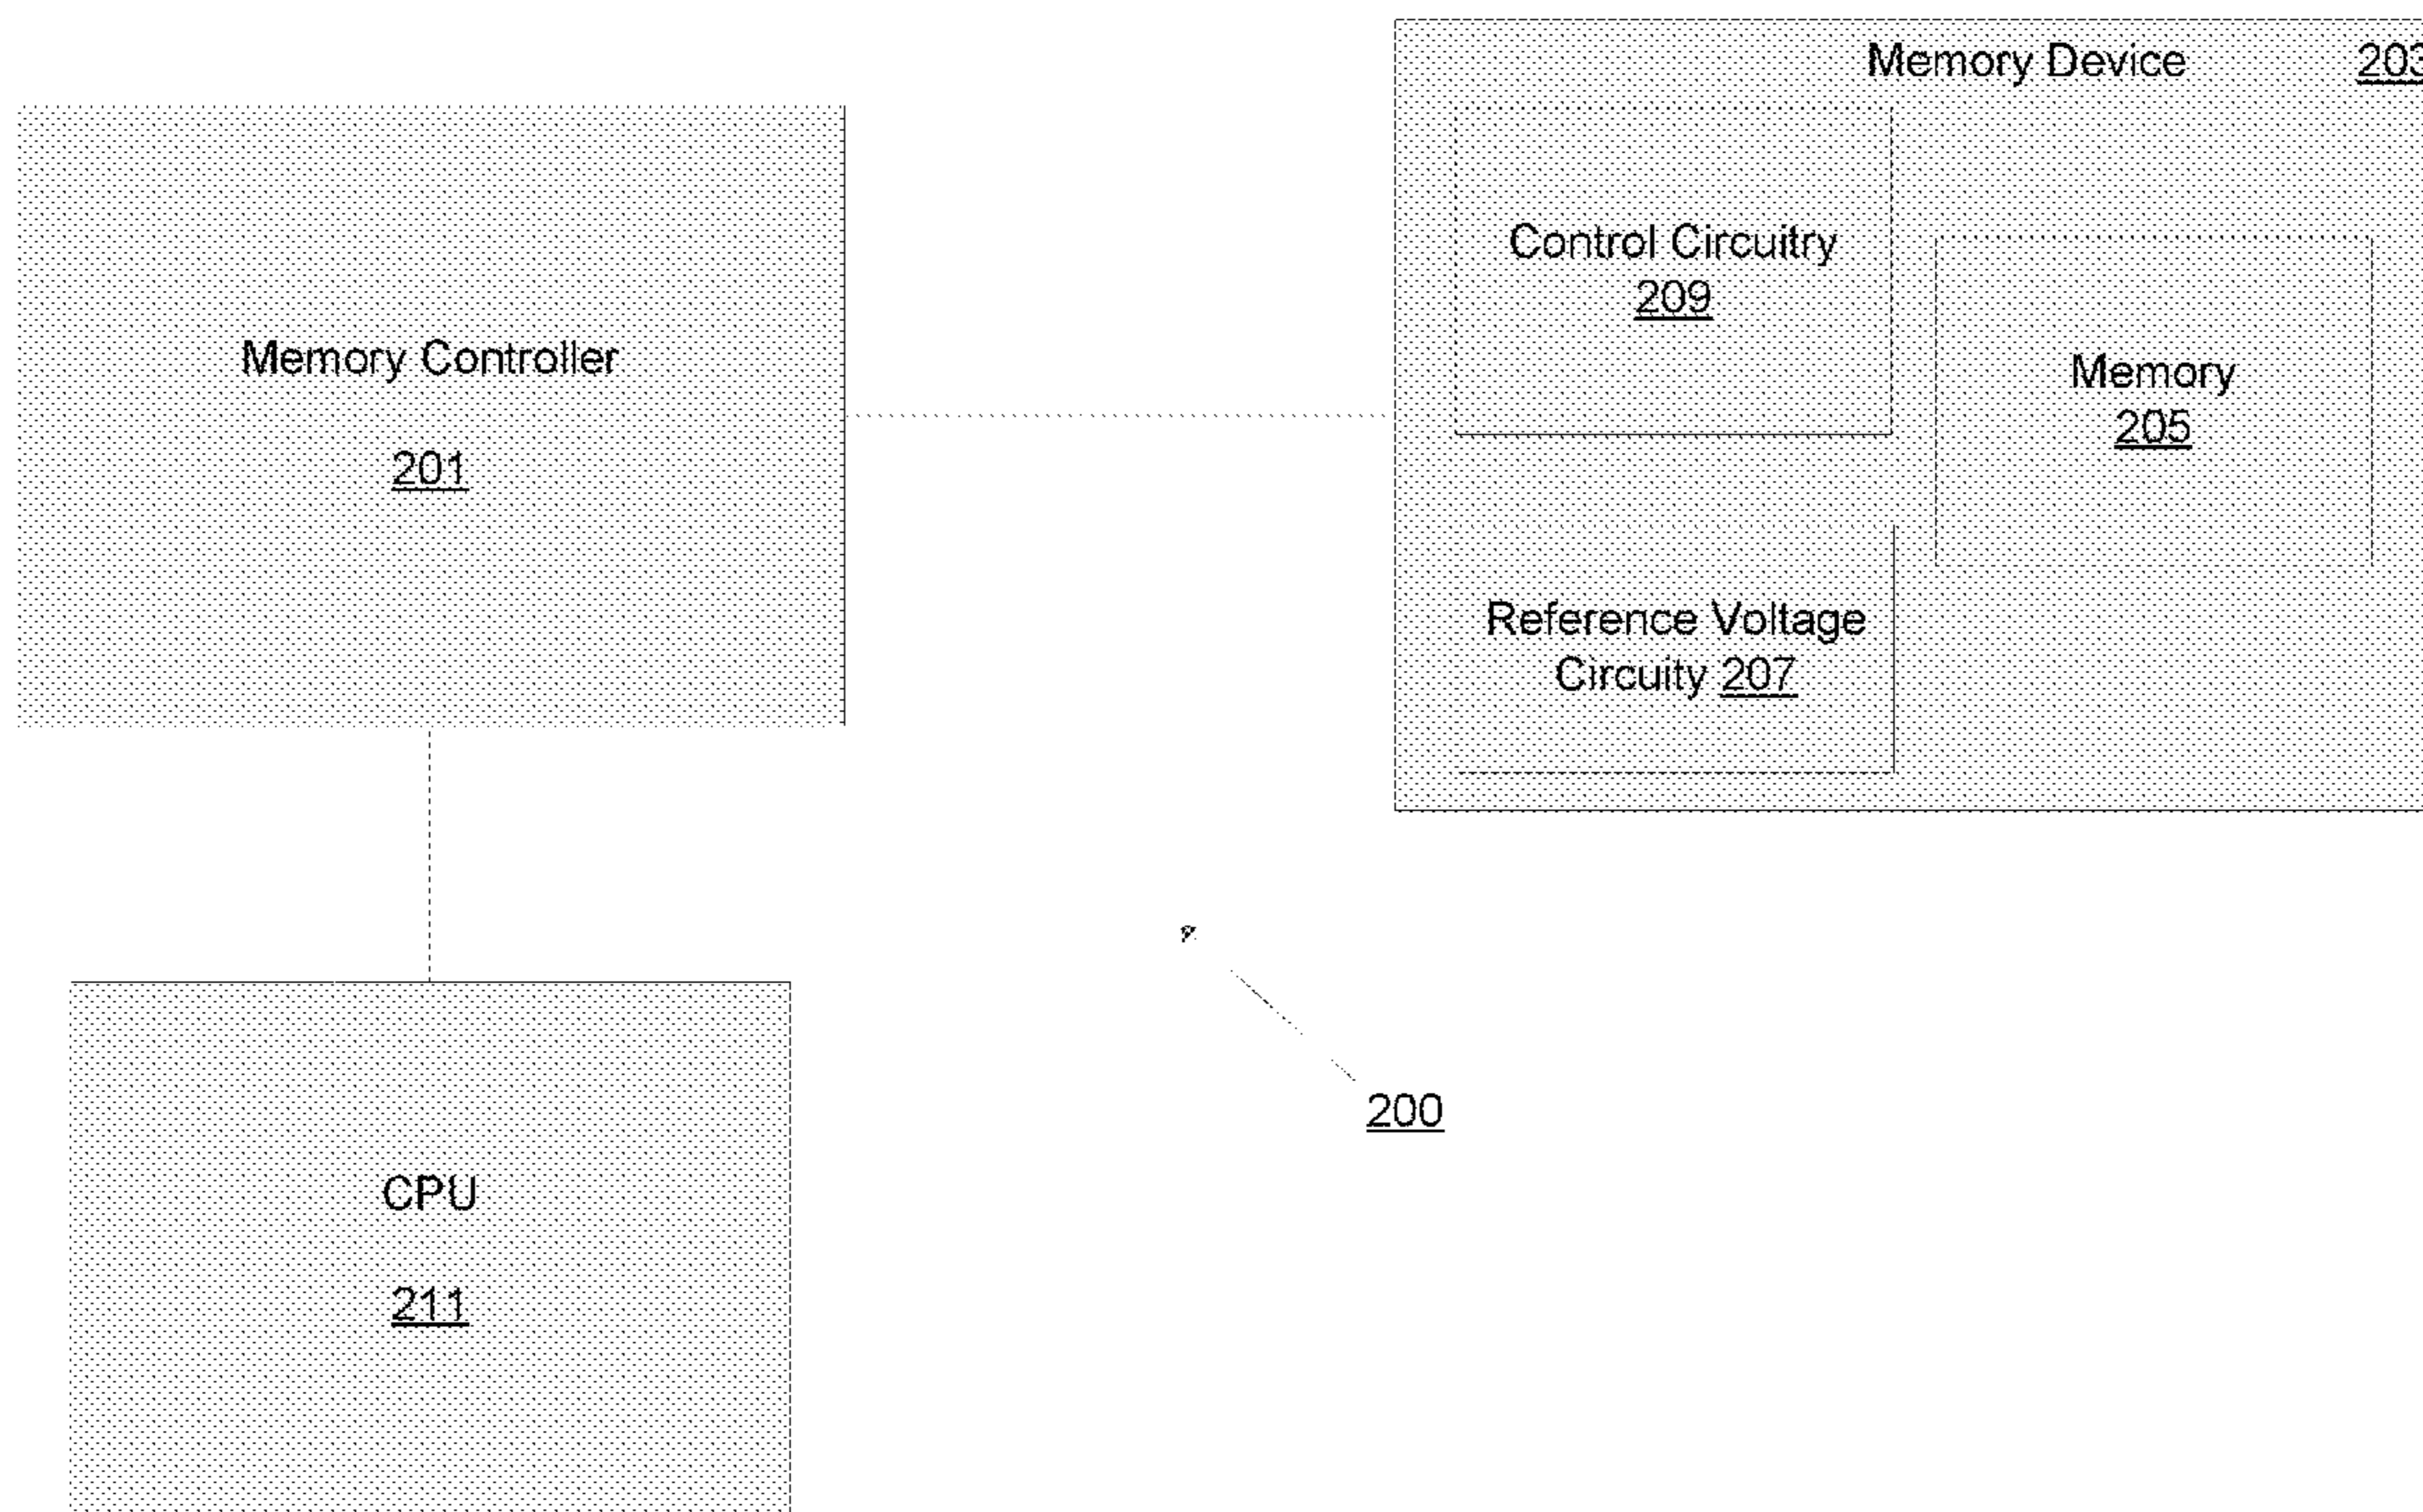 Memory Device 203
Control Circuitry
209
Memory
205
Reference Voltage
Circuity 207
Memory Controller
201
200
CPU
211